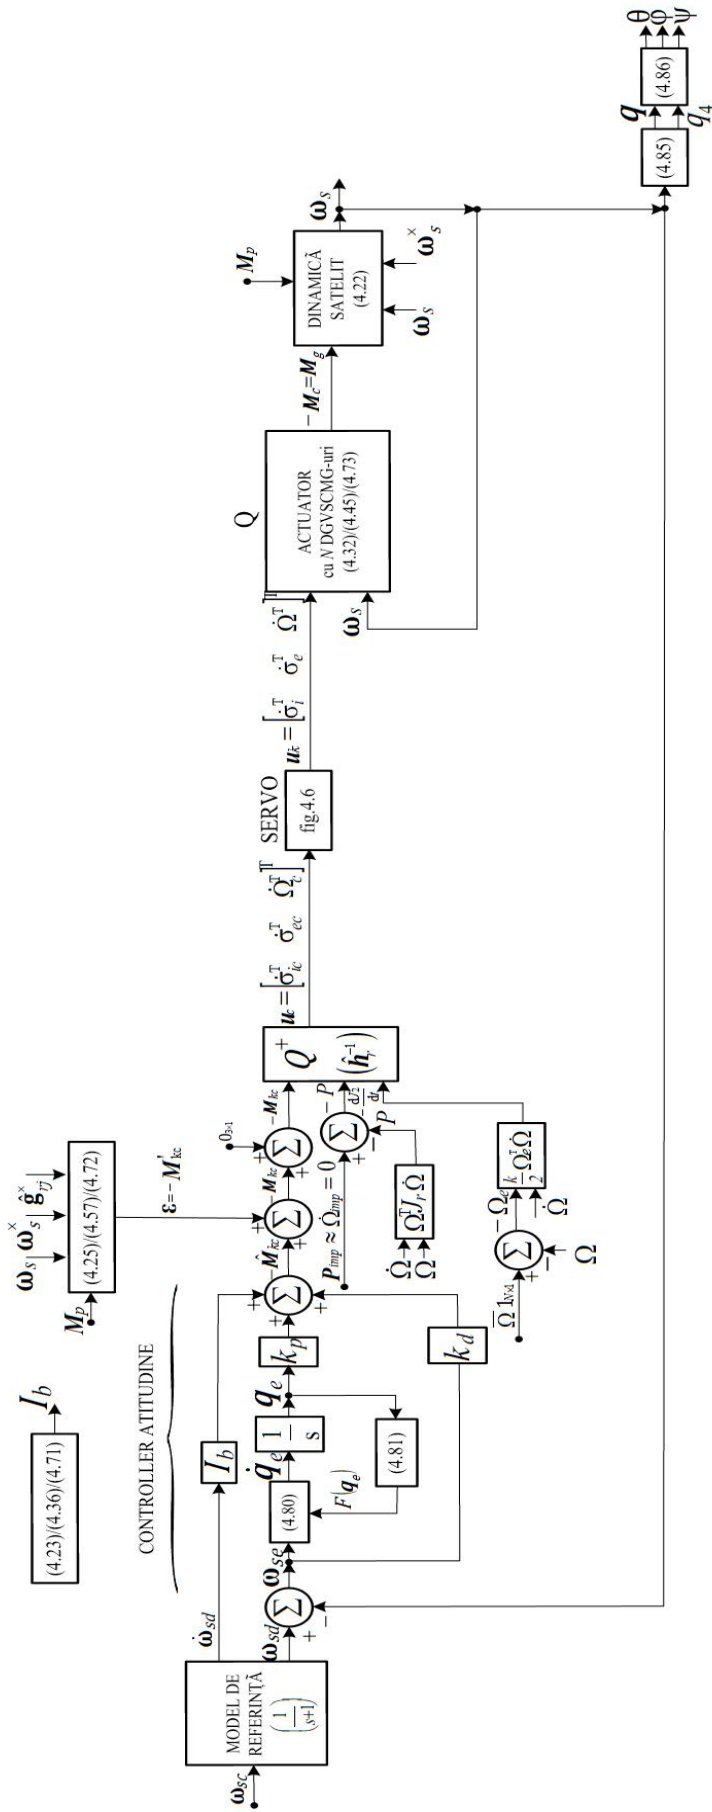 (4.23)/(4.36)/(4.71)
I_b
M_p
ω_s ω_s^× ĝ_rj^×
(4.25)/(4.57)/(4.72)
ε=−M'_kc
CONTROLLER ATITUDINE
ω_sc
MODEL DE
REFERINȚĂ
(1/(s+1))
ω̇_sd
ω_sd
+
−
Σ
ω_se
I_b
(4.80)
q̇_e
1/s
q_e
k_p
F(q_e)
(4.81)
k_d
+
+
+
Σ
M̂_kc
+
+
Σ
−M_kc
0_3×1
+
+
Σ
−M_kc
P_imp ≈ Ω̇_imp = 0
+
−
Σ
−P
P
Ω̇
Ω
Ω^T J_r Ω̇
Ω̄ 1_N×1
+
−
Σ
Ω
−Ω_e
−Ω̇
k/2 Ω_e^T Ω̇
Q^+
(ĥ_r^−1)
u_c = [σ̇_ic^T σ̇_ec^T Ω̇_c^T]^T
SERVO
fig.4.6
u_k = [σ̇_i^T σ̇_e^T Ω̇^T]^T
ω_s
Q
ACTUATOR
cu N DGVSCMG-uri
(4.32)/(4.45)/(4.73)
−M_c=M_g
M_p
DINAMICĂ
SATELIT
(4.22)
ω_s
ω_s^×
ω_s
(4.85)
q
q_4
(4.86)
θ
φ
ψ